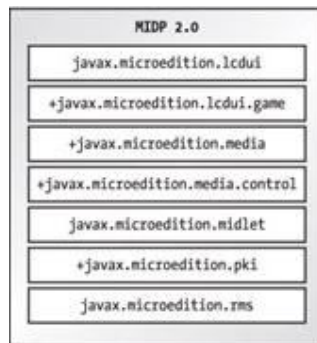 MIDP 2.0
javax.microedition.lcdui
+javax.microedition.lcdui.game
+javax.microedition.media
+javax.microedition.media.control
javax.microedition.midlet
+javax.microedition.pki
javax.microedition.rms